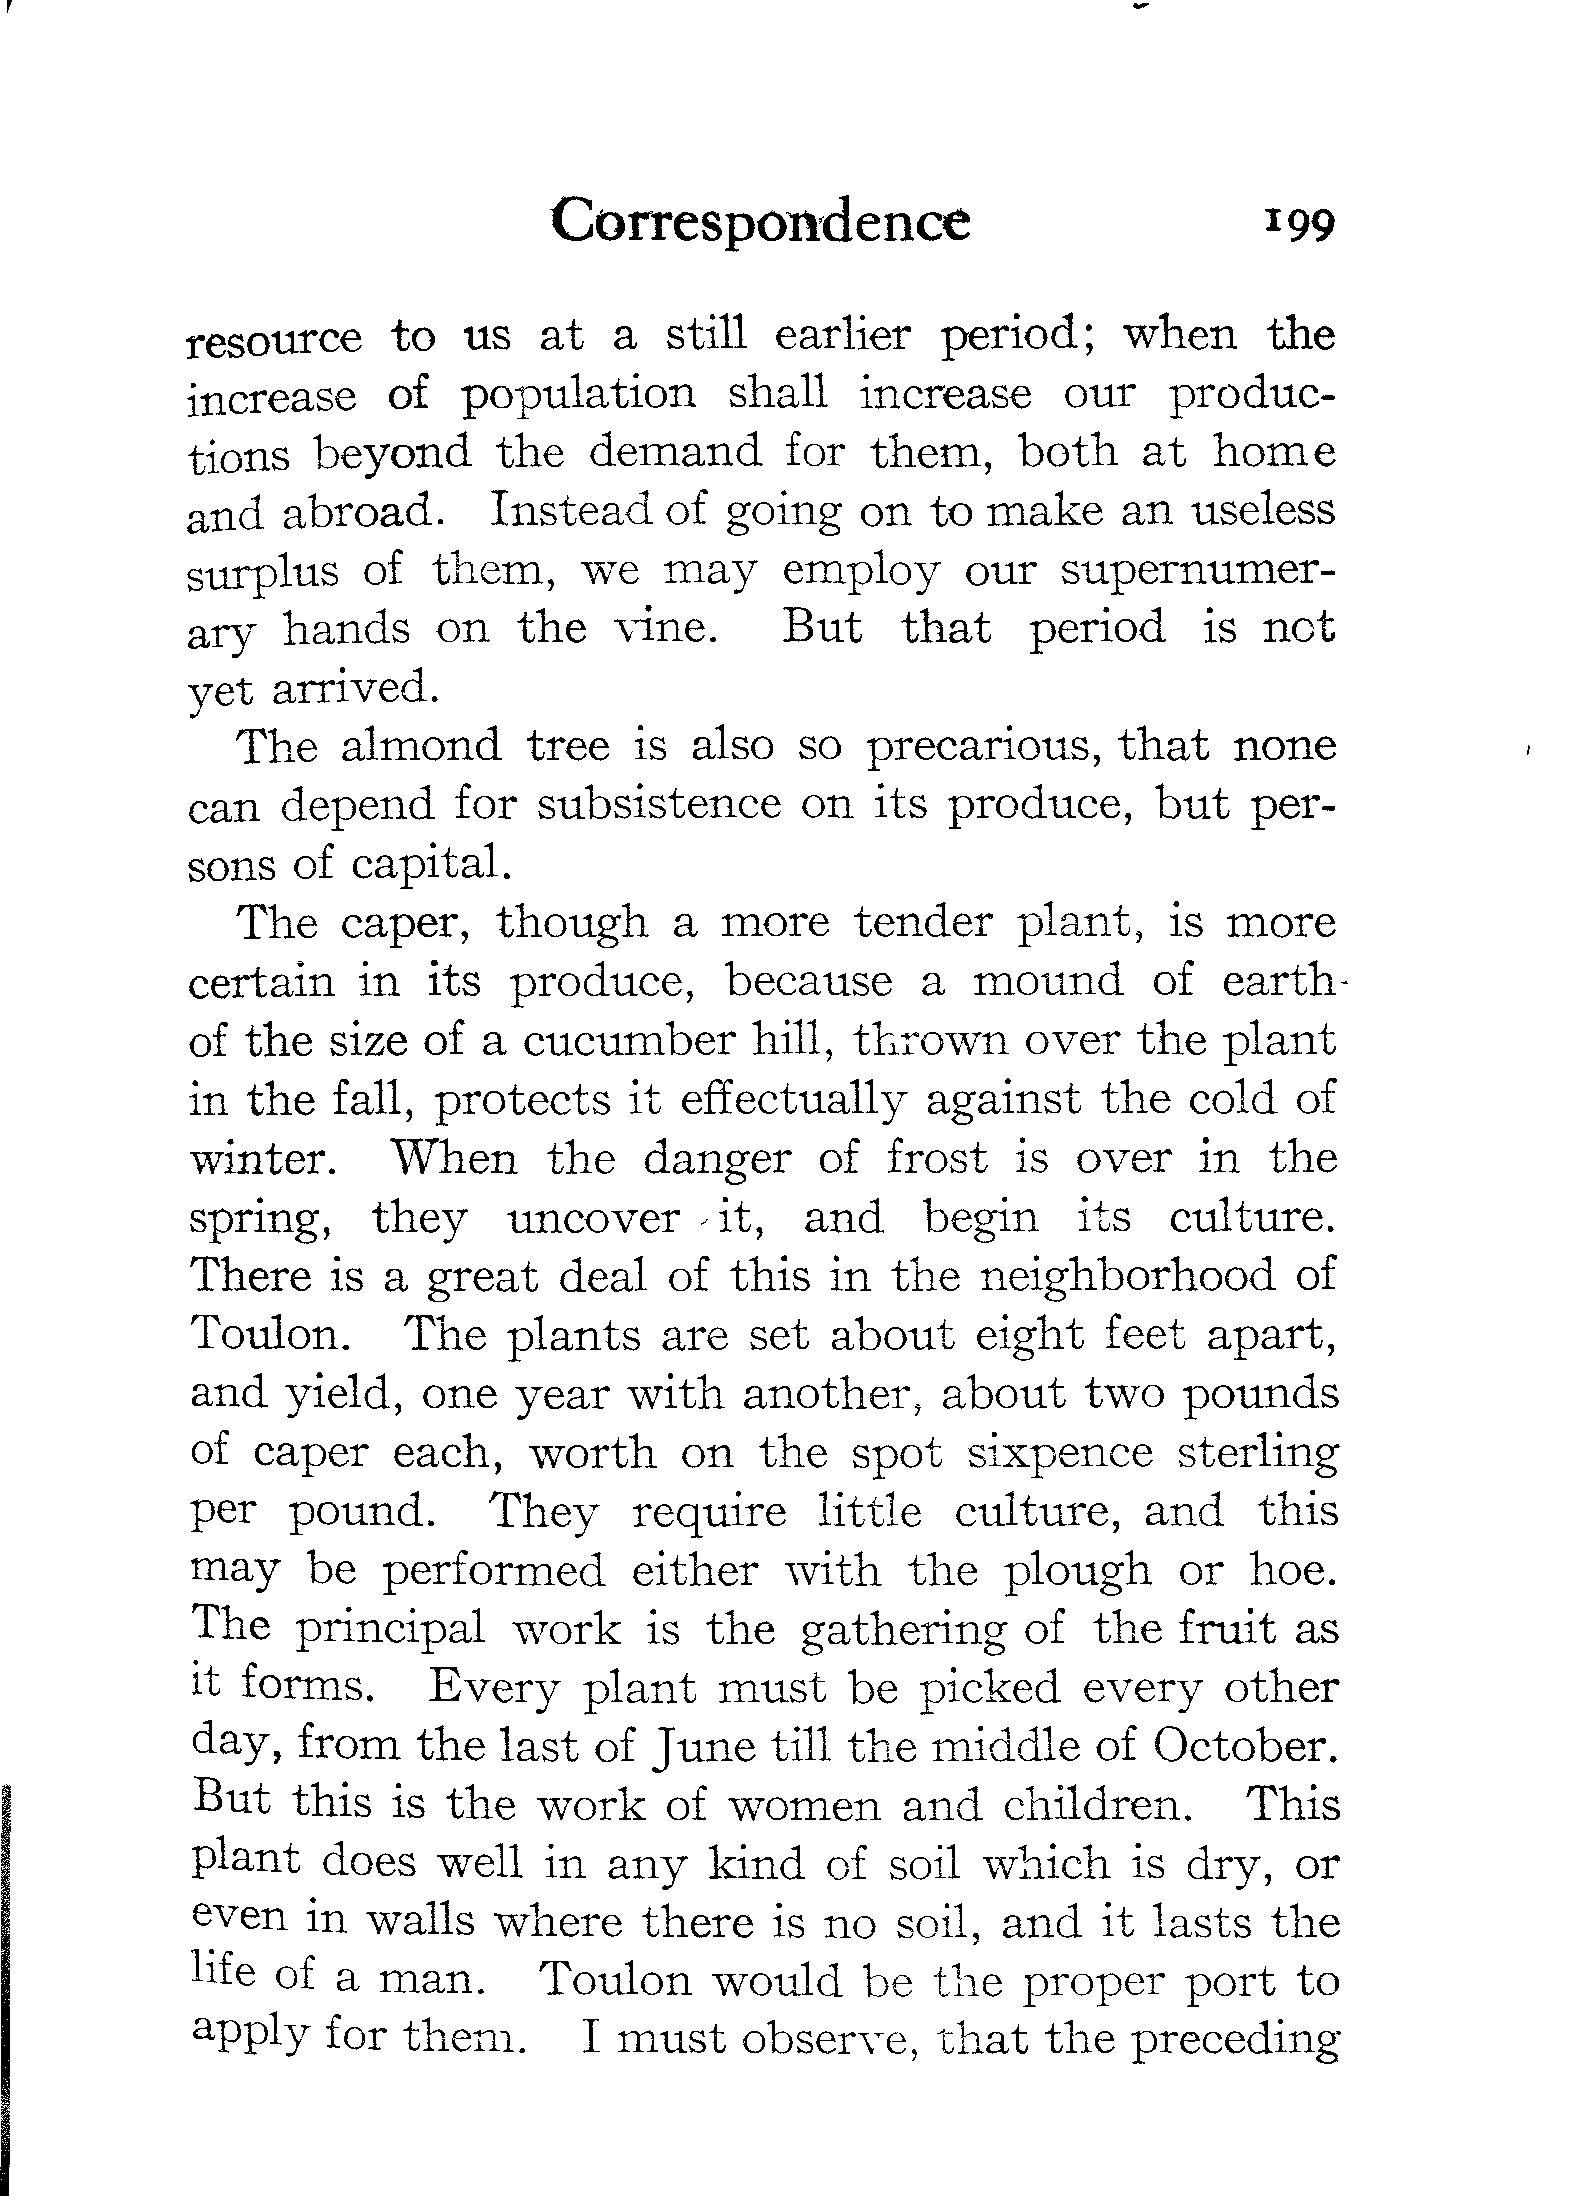 Correspondence 199
resource to us at a still earlier period; when the
increase of population shall increase our produc-
tions beyond the demand for them, both at home
and abroad. Instead of going on to make an useless
surplus of them, we may employ our supernumer-
ary hands on the vine. But that period is not
yet arrived.
The almond tree is also so precarious, that none
can depend for subsistence on its produce, but per-
sons of capital.
The caper, though a more tender plant, is more
certain in its produce, because a mound of earth
of the size of a cucumber hill, thrown over the plant
in the fall, protects it effectually against the cold of
winter. When the danger of frost is over in the
spring, they uncover it, and begin its culture.
There is a great deal of this in the neighborhood of
Toulon. The plants are set about eight feet apart,
and yield, one year with another, about two pounds
of caper each, worth on the spot sixpence sterling
per pound. They require little culture, and this
may be performed either with the plough or hoe.
The principal work is the gathering of the fruit as
it forms. Every plant must be picked every other
day, from the last of June till the middle of October.
But this is the work of women and children. This
plant does well in any kind of soil which is dry, or
even in walls where there is no soil, and it lasts the
life of a man. Toulon would be the proper port to
apply for them. I must observe, that the preceding